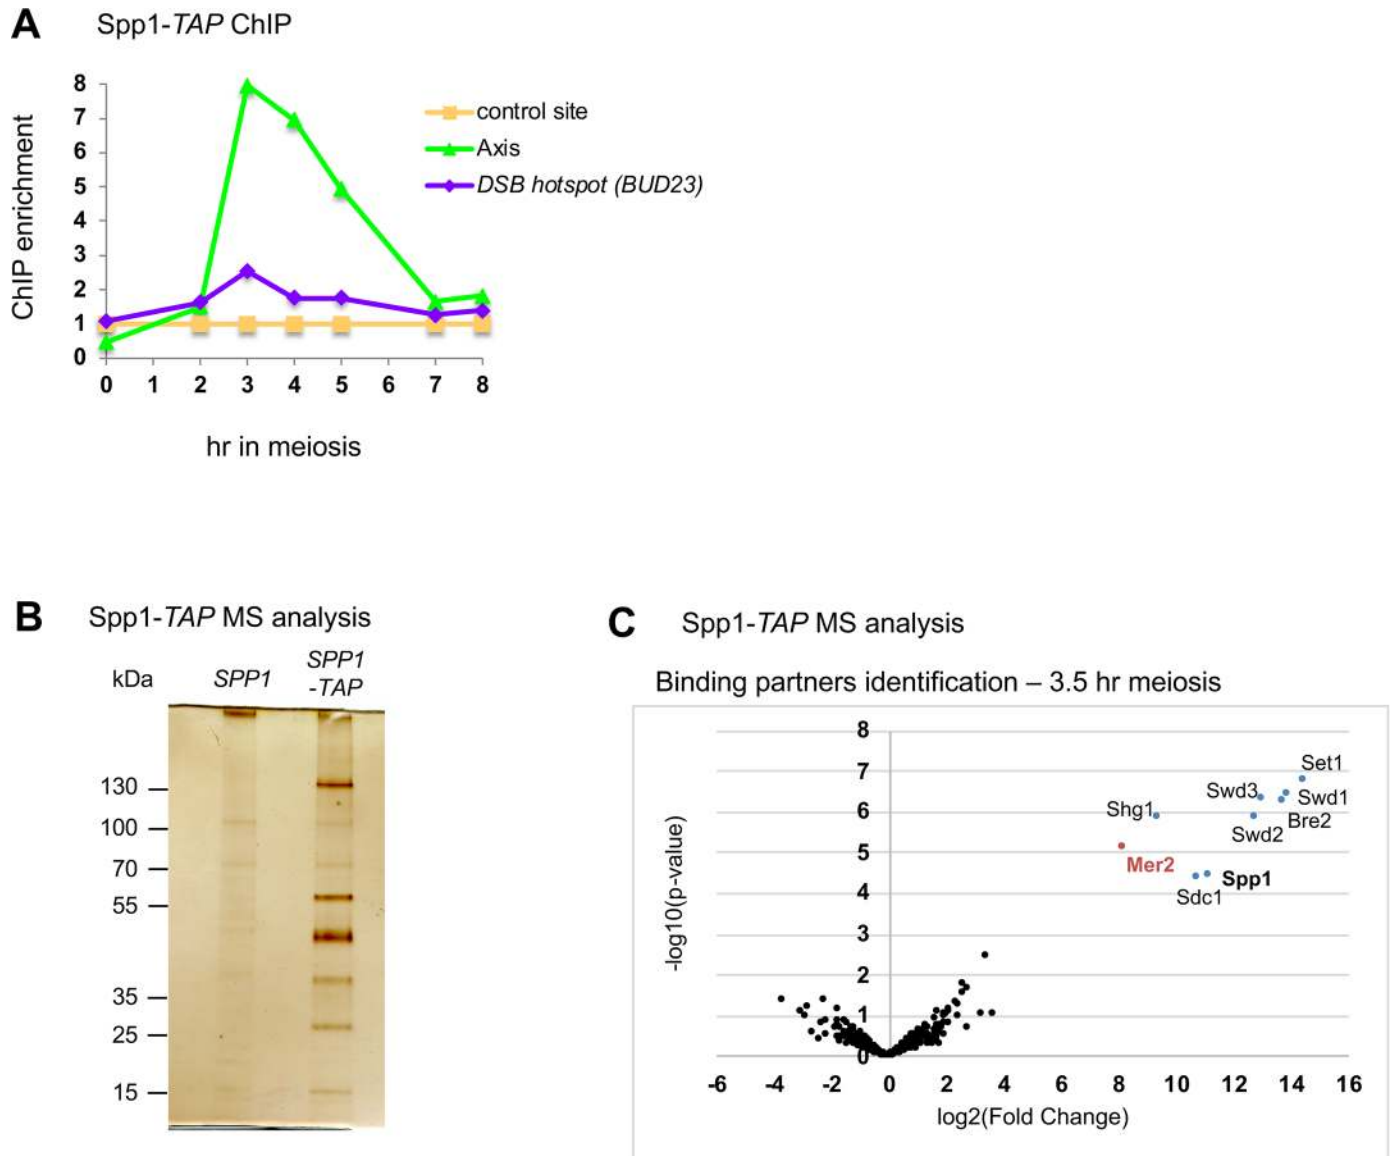 A
Spp1-TAP ChIP
ChIP enrichment
8
7
6
5
4
3
2
1
0
0 1 2 3 4 5 6 7 8
hr in meiosis
control site
Axis
DSB hotspot (BUD23)
B
Spp1-TAP MS analysis
kDa
SPP1
SPP1
-TAP
130
100
70
55
35
25
15
C
Spp1-TAP MS analysis
Binding partners identification – 3.5 hr meiosis
-log10(p-value)
8
7
6
5
4
3
2
1
0
Set1
Swd3
Swd1
Shg1
Bre2
Swd2
Mer2
Spp1
Sdc1
-6 -4 -2 0 2 4 6 8 10 12 14 16
log2(Fold Change)